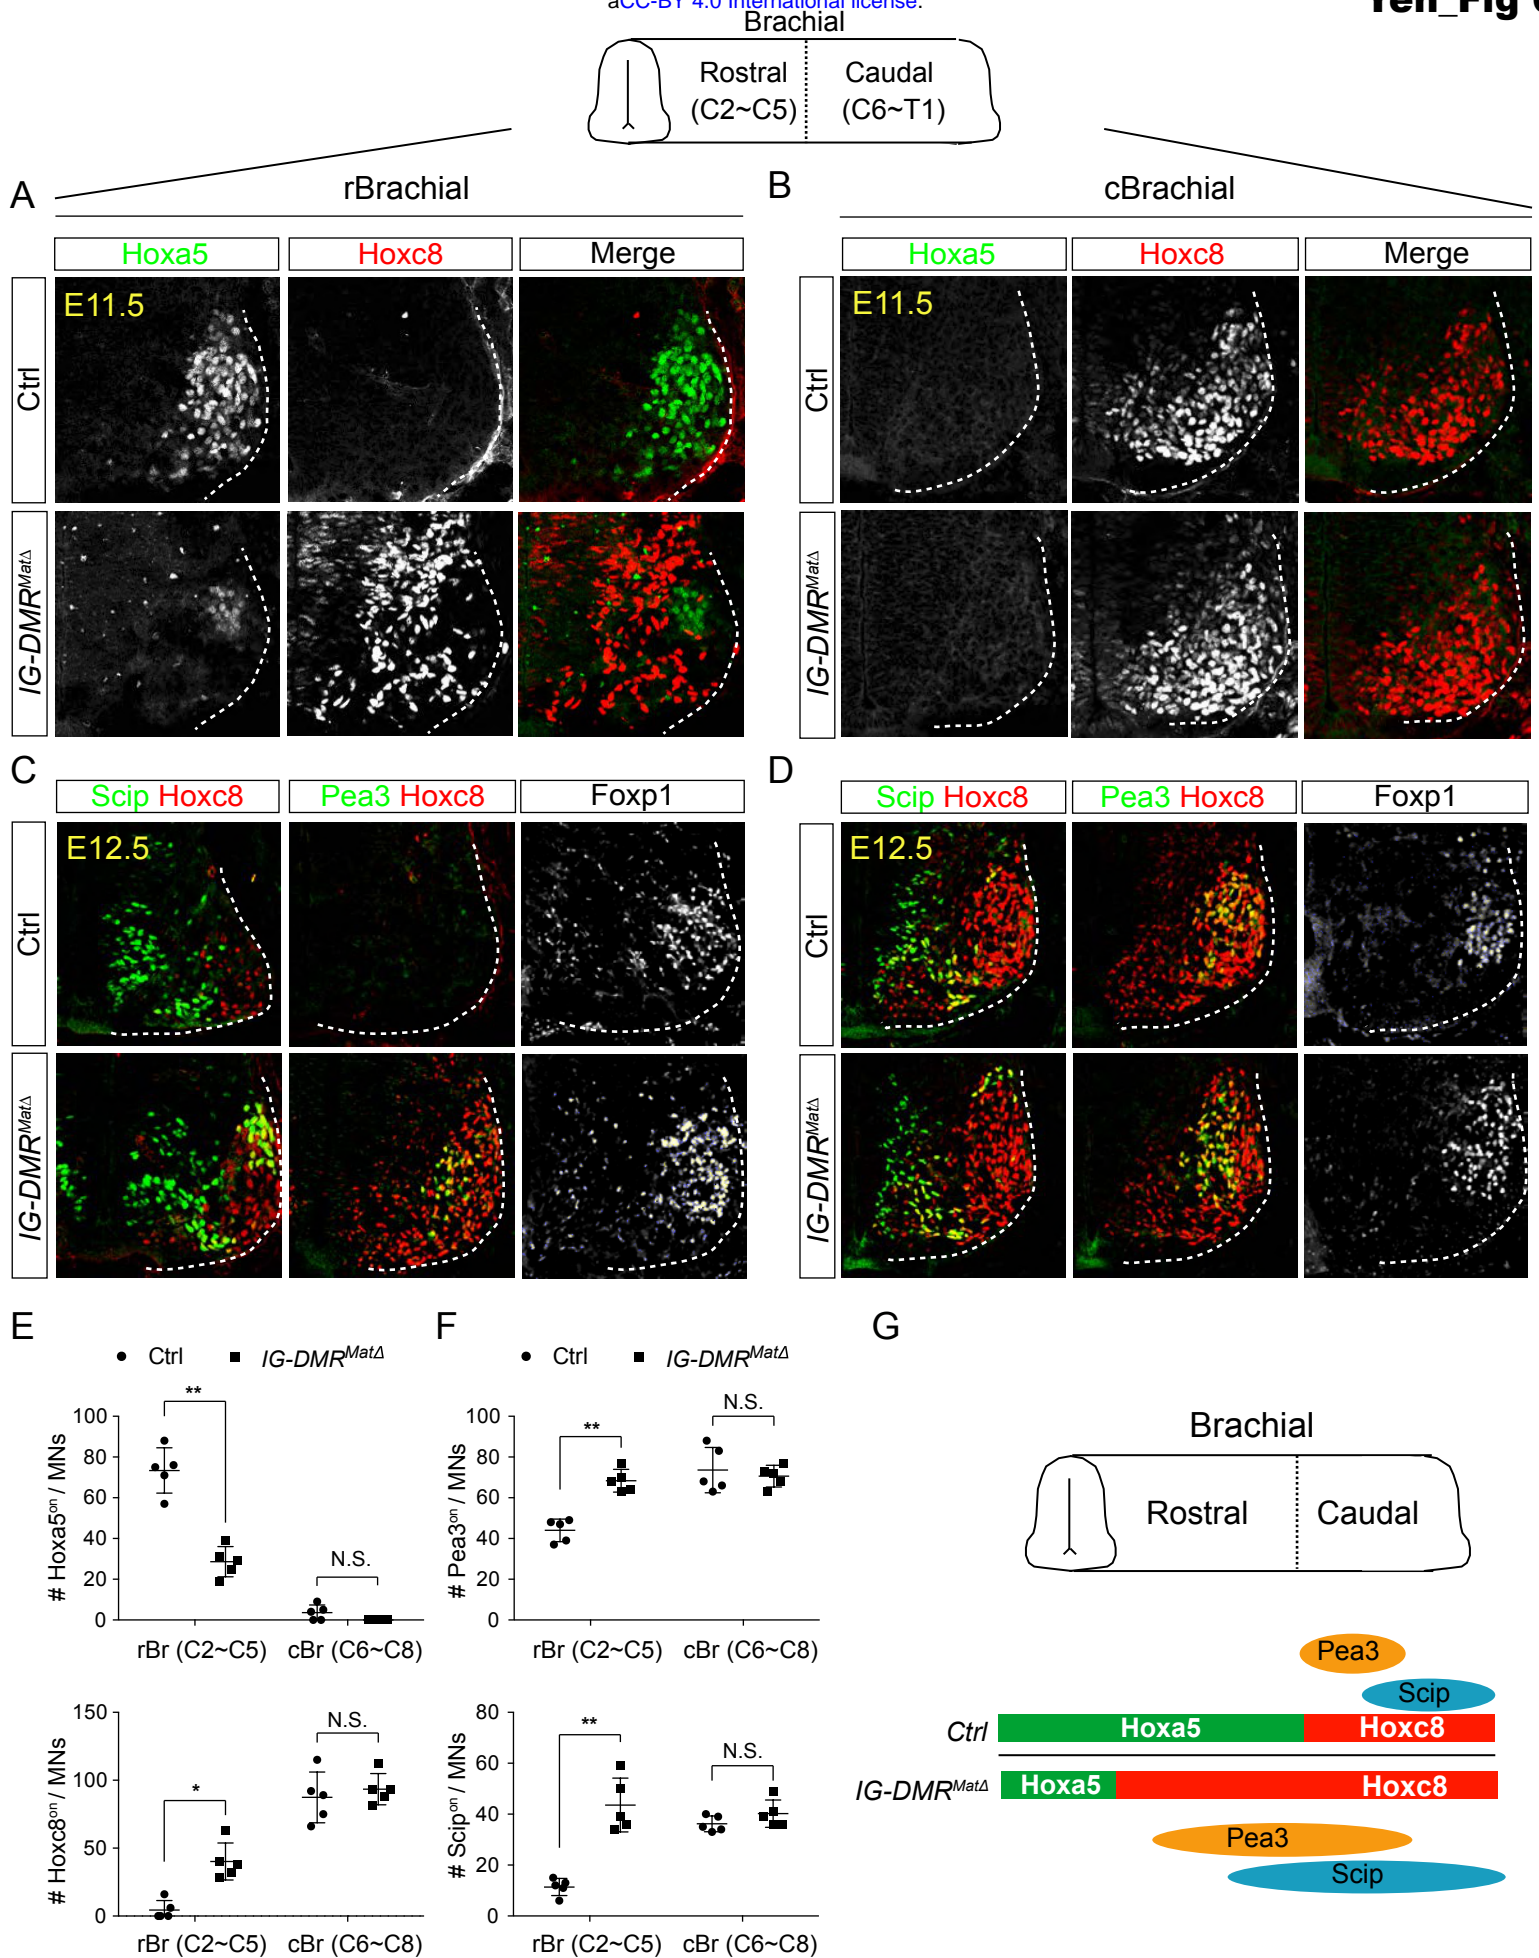 aCC-BY 4.0 International license.
Brachial
Rostral
(C2~C5)
Caudal
(C6~T1)
A
rBrachial
Hoxa5
Hoxc8
Merge
Ctrl
E11.5
IG-DMRMatΔ
B
cBrachial
Hoxa5
Hoxc8
Merge
Ctrl
E11.5
IG-DMRMatΔ
C
Scip Hoxc8
Pea3 Hoxc8
Foxp1
Ctrl
E12.5
IG-DMRMatΔ
D
Scip Hoxc8
Pea3 Hoxc8
Foxp1
Ctrl
E12.5
IG-DMRMatΔ
E
Ctrl
IG-DMRMatΔ
# Hoxa5on / MNs
100
80
60
40
20
0
**
N.S.
rBr (C2~C5)
cBr (C6~C8)
# Hoxc8on / MNs
150
100
50
0
*
N.S.
rBr (C2~C5)
cBr (C6~C8)
F
Ctrl
IG-DMRMatΔ
# Pea3on / MNs
100
80
60
40
20
0
**
N.S.
rBr (C2~C5)
cBr (C6~C8)
# Scipon / MNs
80
60
40
20
0
**
N.S.
rBr (C2~C5)
cBr (C6~C8)
G
Brachial
Rostral
Caudal
Pea3
Scip
Ctrl
Hoxa5
Hoxc8
IG-DMRMatΔ
Hoxa5
Hoxc8
Pea3
Scip